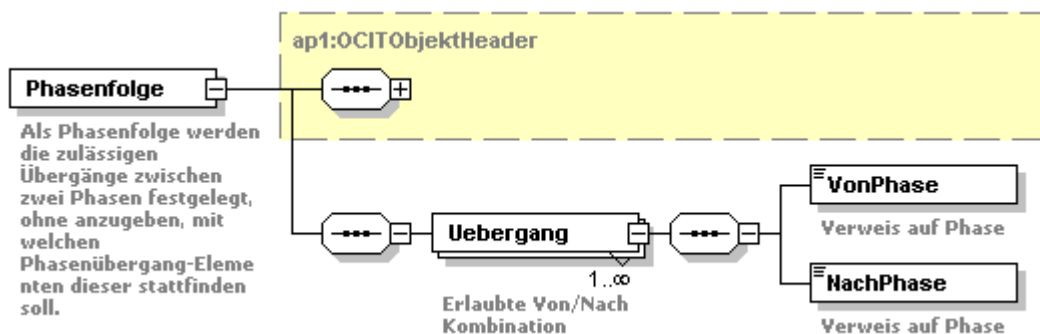 ap1:OCITObjektHeader
Phasenfolge
Als Phasenfolge werden
die zulässigen
Übergänge zwischen
zwei Phasen festgelegt,
ohne anzugeben, mit
welchen
Phasenübergang-Eleme
nten dieser stattfinden
soll.
Uebergang
1..∞
Erlaubte Von/Nach
Kombination
VonPhase
Verweis auf Phase
NachPhase
Verweis auf Phase